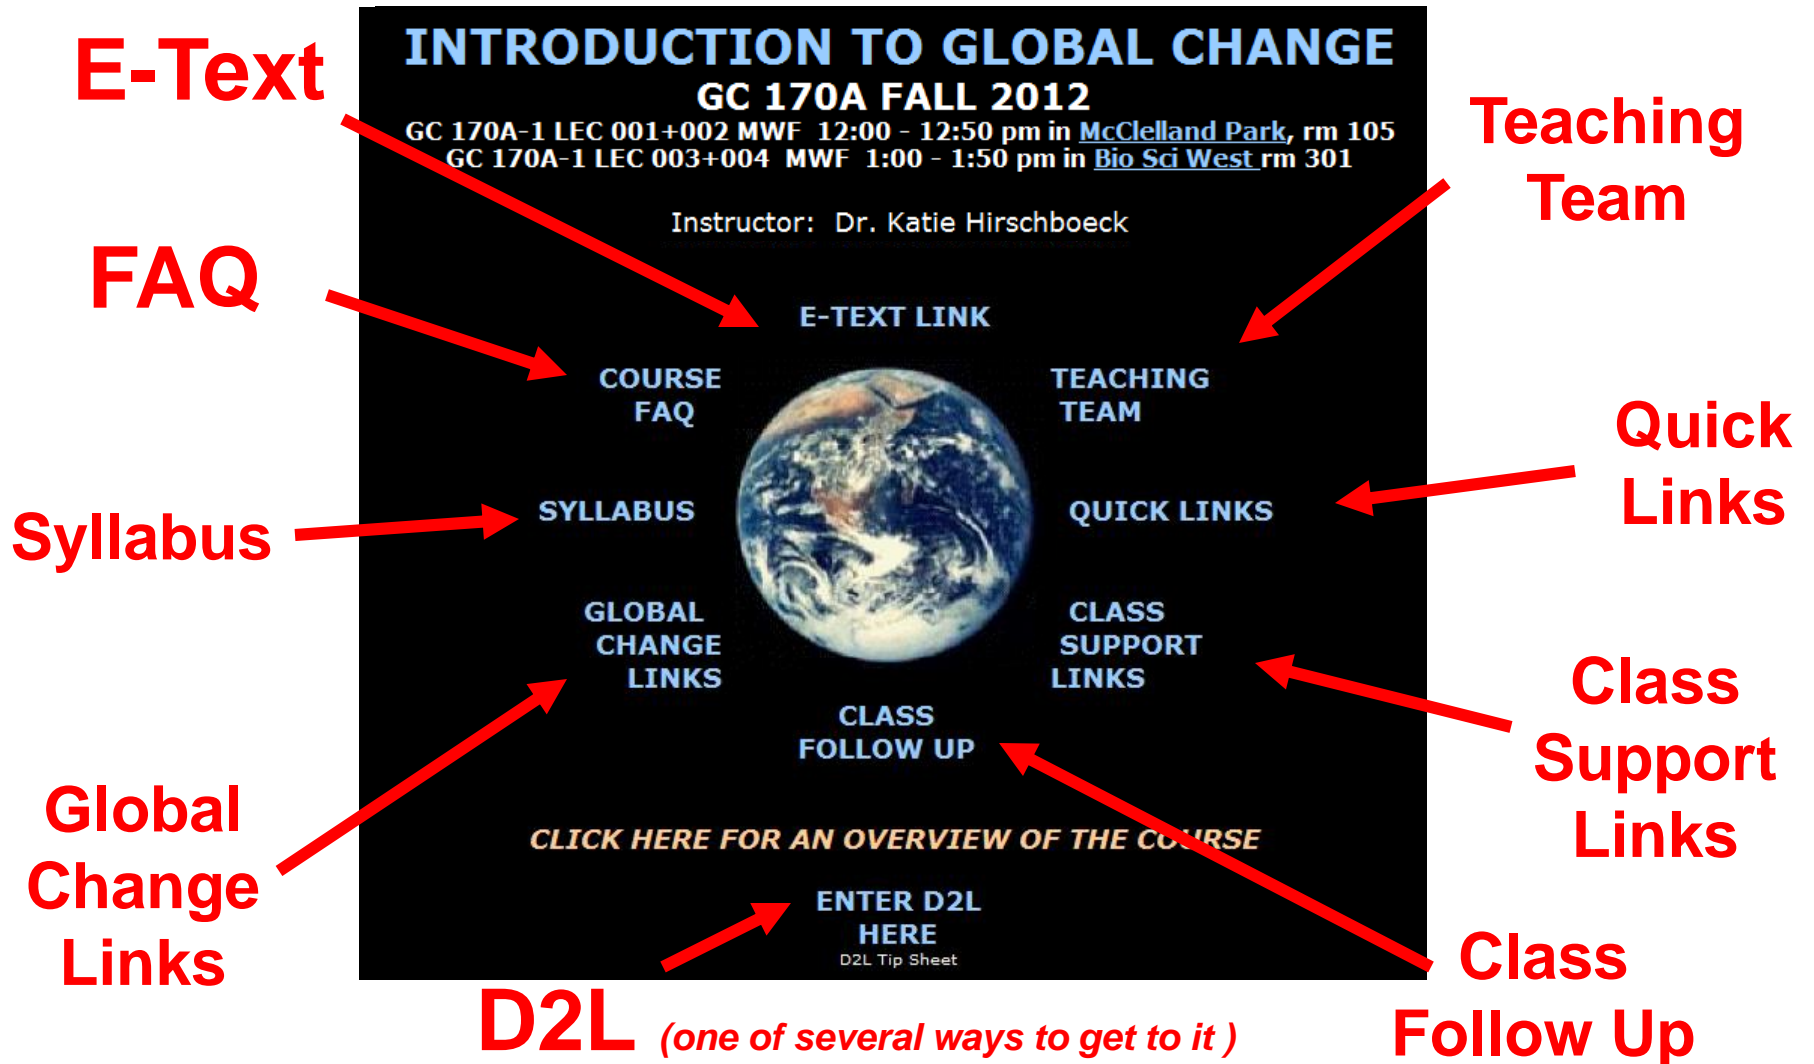 INTRODUCTION TO GLOBAL CHANGE
GC 170A FALL 2012
GC 170A-1 LEC 001+002 MWF 12:00 - 12:50 pm in McClelland Park, rm 105
GC 170A-1 LEC 003+004 MWF 1:00 - 1:50 pm in Bio Sci West rm 301
Instructor: Dr. Katie Hirschboeck
E-TEXT LINK
COURSE
FAQ
TEACHING
TEAM
SYLLABUS
QUICK LINKS
GLOBAL
CHANGE
LINKS
CLASS
SUPPORT
LINKS
CLASS
FOLLOW UP
CLICK HERE FOR AN OVERVIEW OF THE COURSE
ENTER D2L
HERE
D2L Tip Sheet
E-Text
FAQ
Syllabus
Global
Change
Links
Teaching
Team
Quick
Links
Class
Support
Links
Class
Follow Up
D2L (one of several ways to get to it )